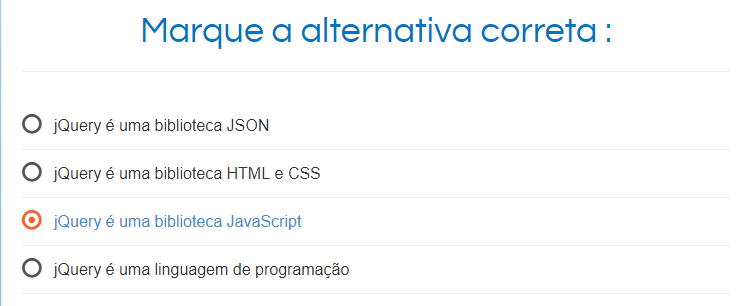 Marque a alternativa correta :
jQuery é uma biblioteca JSON
jQuery é uma biblioteca HTML e CSS
jQuery é uma biblioteca JavaScript
jQuery é uma linguagem de programação